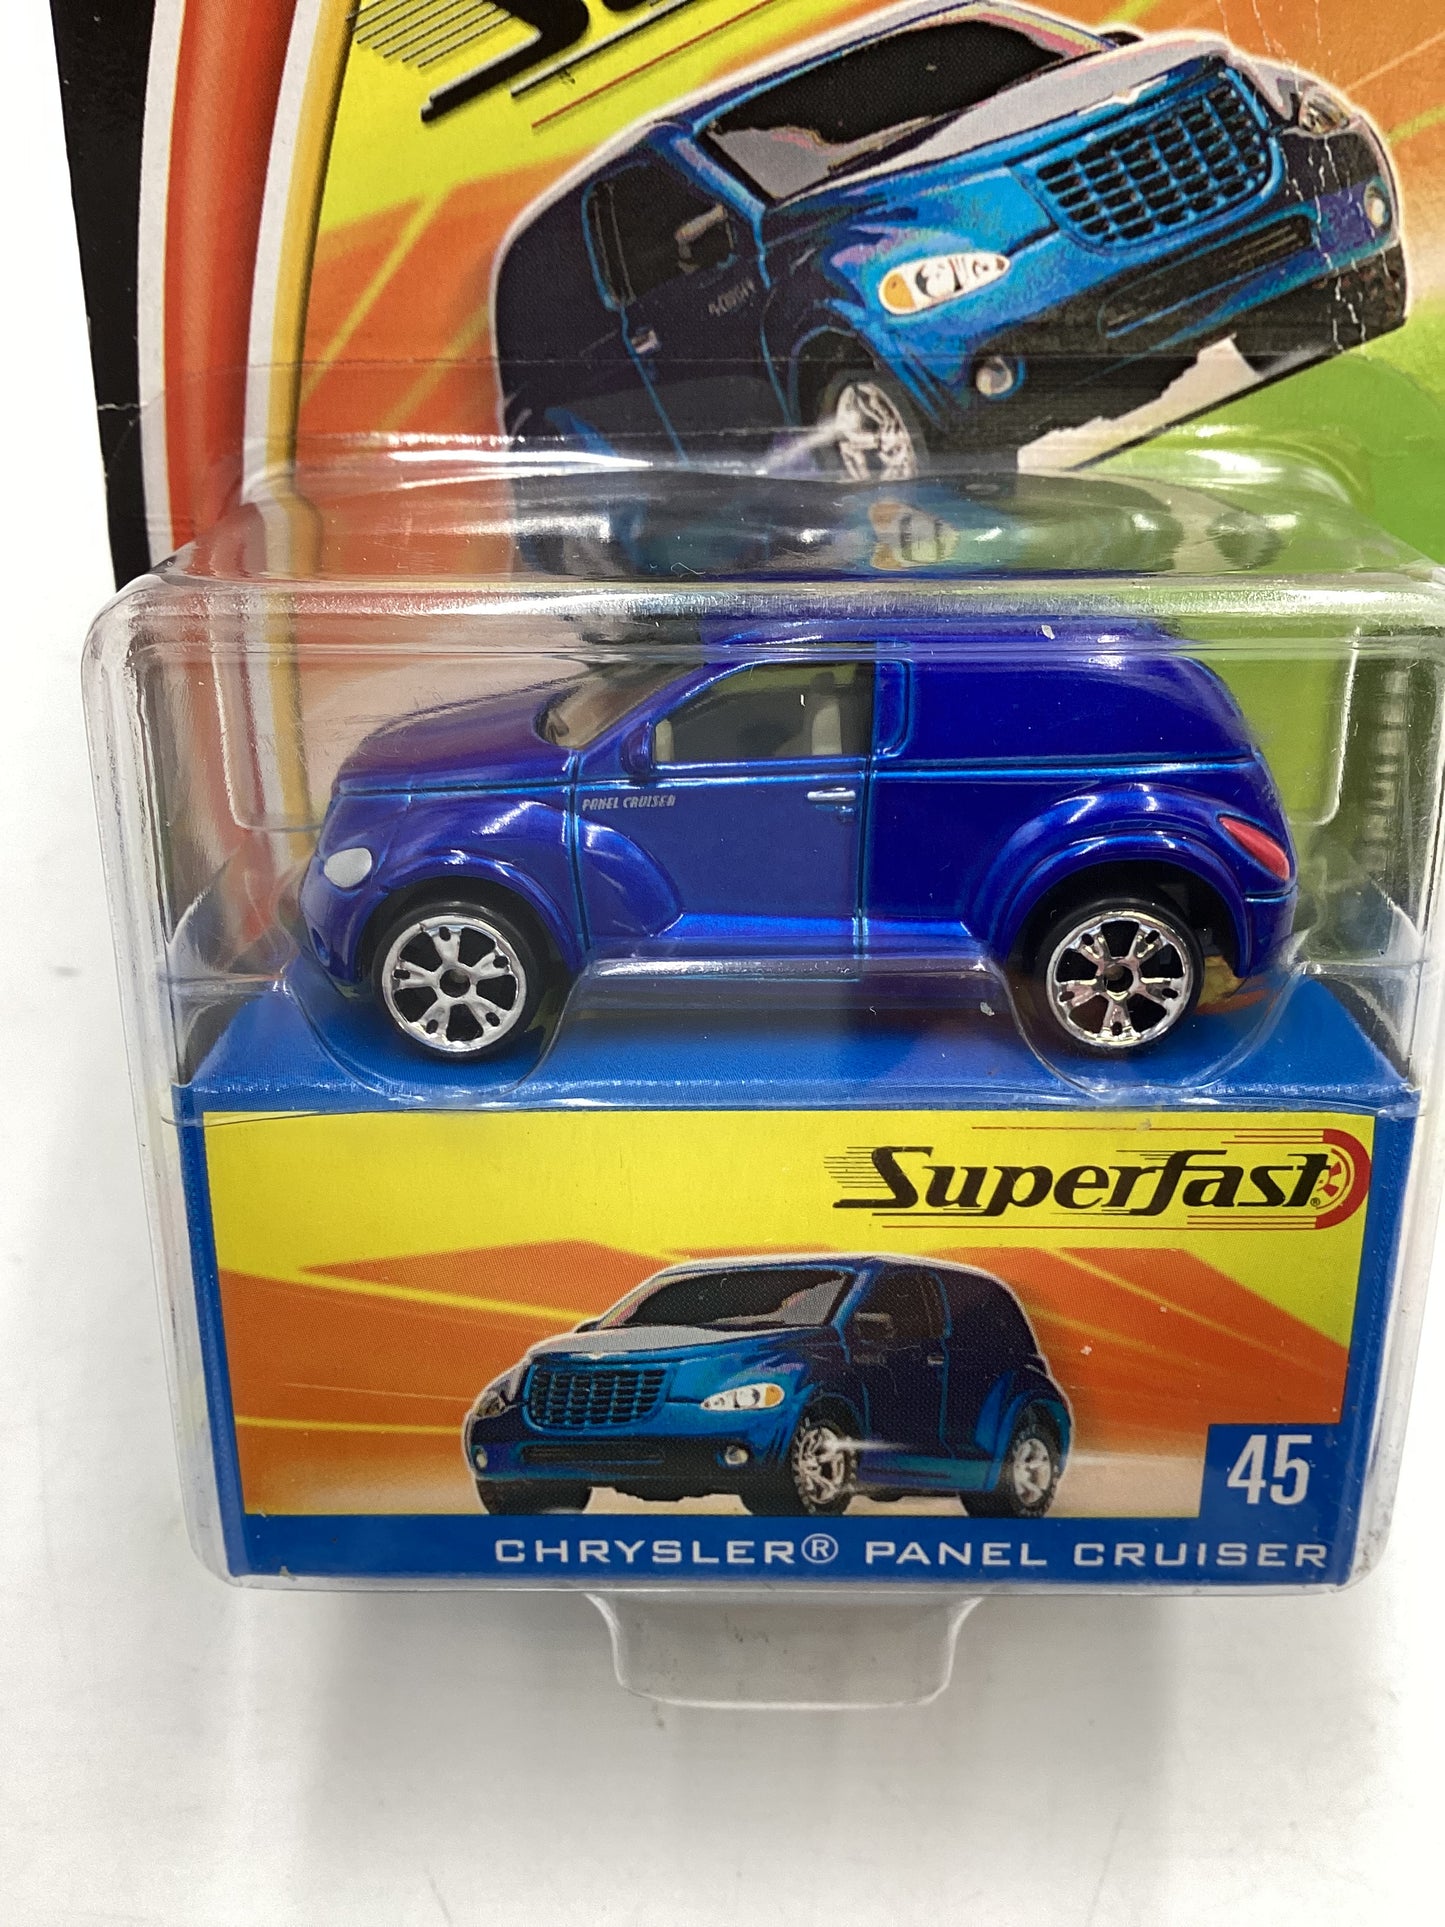 PANEL CRUISER
Superfast®
45
CHRYSLER® PANEL CRUISER